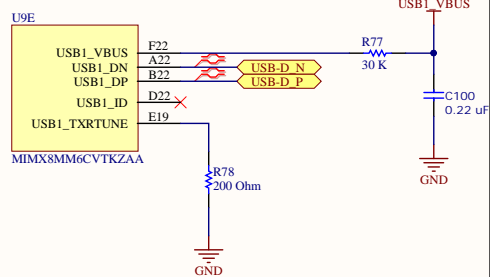 U9E
USB1_VBUS
USB1_VBUS F22
R77
30 K
USB1_DN A22 USB-D_N
USB1_DP B22 USB-D_P
USB1_ID D22
C100
0.22 uF
USB1_TXRTUNE E19
MIMX8MM6CVTKZAA
R78
200 Ohm
GND
GND